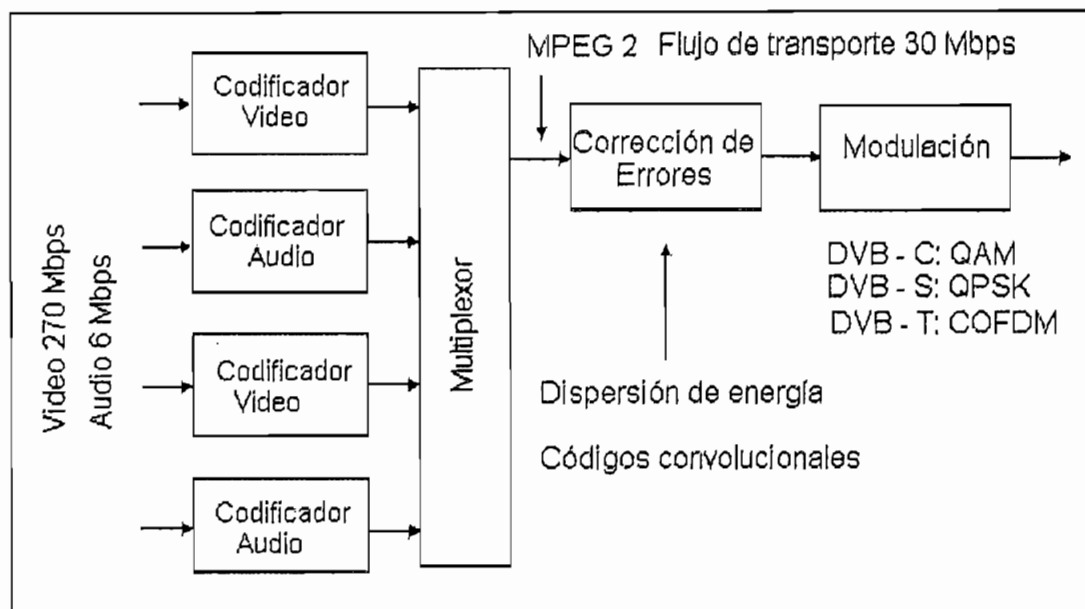 MPEG 2 Flujo de transporte 30 Mbps
Codificador
Video
Codificador
Audio
Codificador
Video
Codificador
Audio
Video 270 Mbps
Audio 6 Mbps
Multiplexor
Corrección de
Errores
Modulación
DVB - C: QAM
DVB - S: QPSK
DVB - T: COFDM
Dispersión de energía
Códigos convolucionales